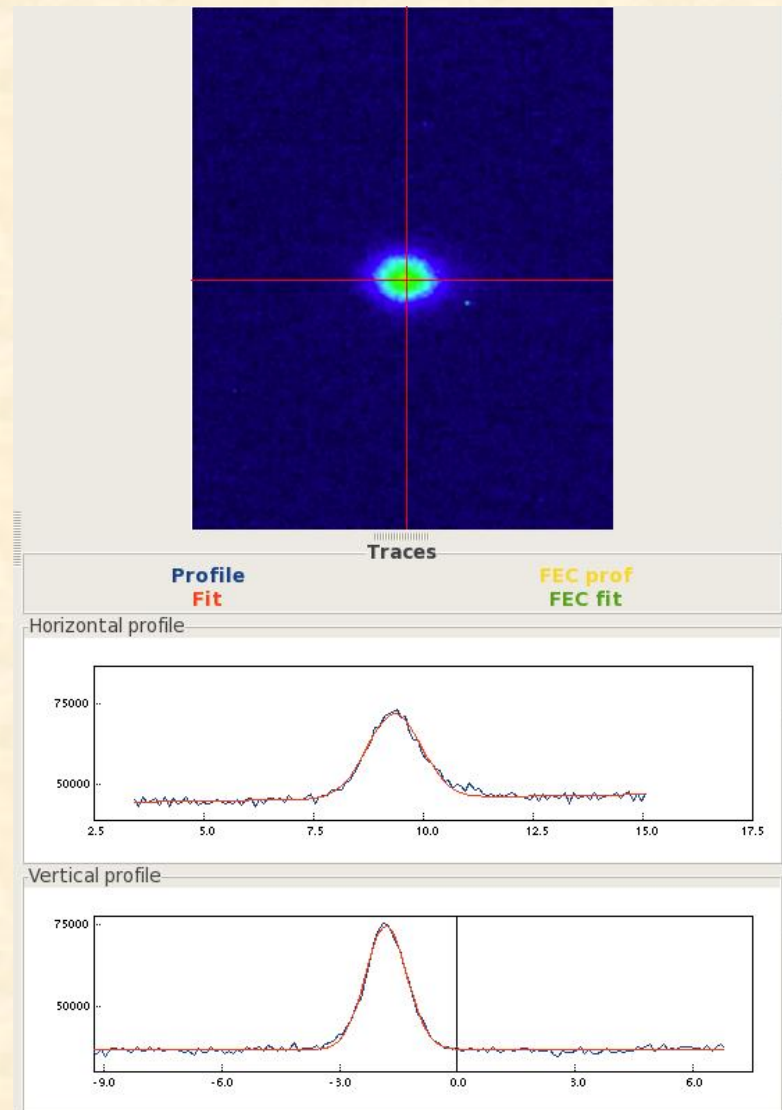 Traces
Profile FEC prof
Fit FEC fit
Horizontal profile
75000
50000
2.5 5.0 7.5 10.0 12.5 15.0 17.5
Vertical profile
75000
50000
-9.0 -6.0 -3.0 0.0 3.0 6.0